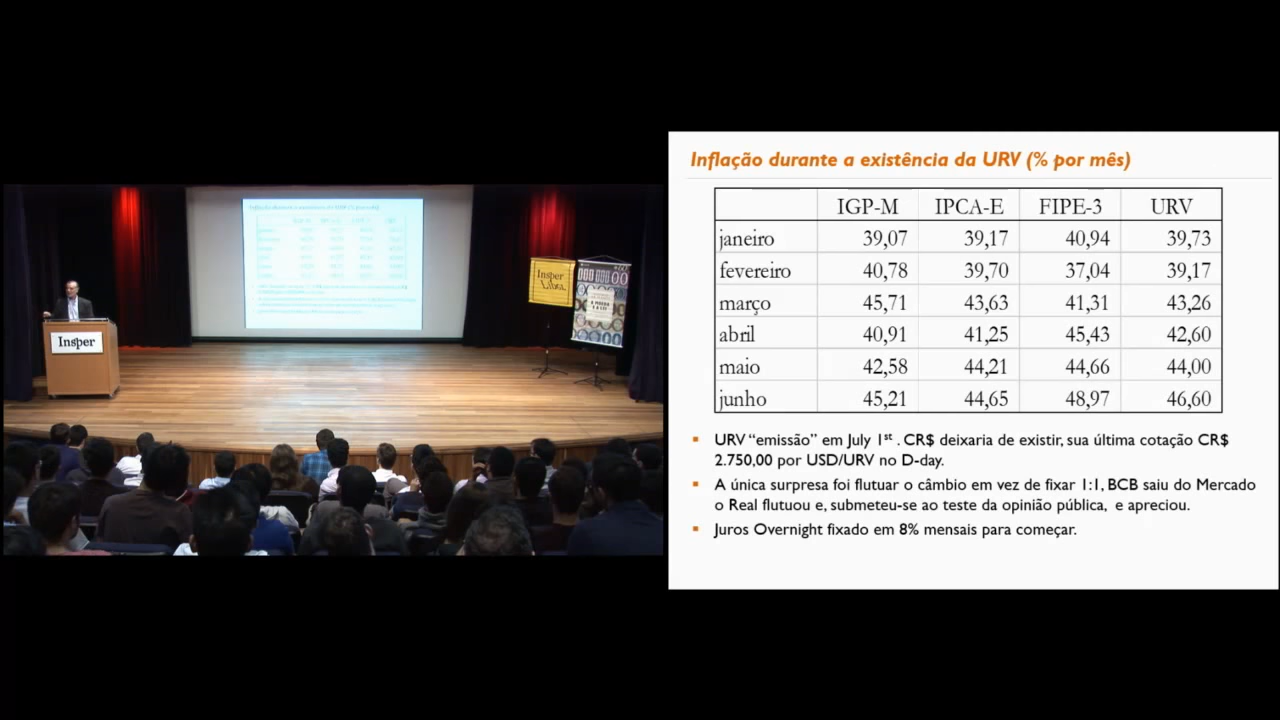 Insper
Insper
Libra.
A MOEDA
E A LEI
Inflação durante a existência da URV (% por mês)
IGP-M IPCA-E FIPE-3 URV
janeiro 39,07 39,17 40,94 39,73
fevereiro 40,78 39,70 37,04 39,17
março 45,71 43,63 41,31 43,26
abril 40,91 41,25 45,43 42,60
maio 42,58 44,21 44,66 44,00
junho 45,21 44,65 48,97 46,60
▪ URV “emissão” em July 1st . CR$ deixaria de existir, sua última cotação CR$
2.750,00 por USD/URV no D-day.
▪ A única surpresa foi flutuar o câmbio em vez de fixar 1:1, BCB saiu do Mercado
o Real flutuou e, submeteu-se ao teste da opinião pública, e apreciou.
▪ Juros Overnight fixado em 8% mensais para começar.